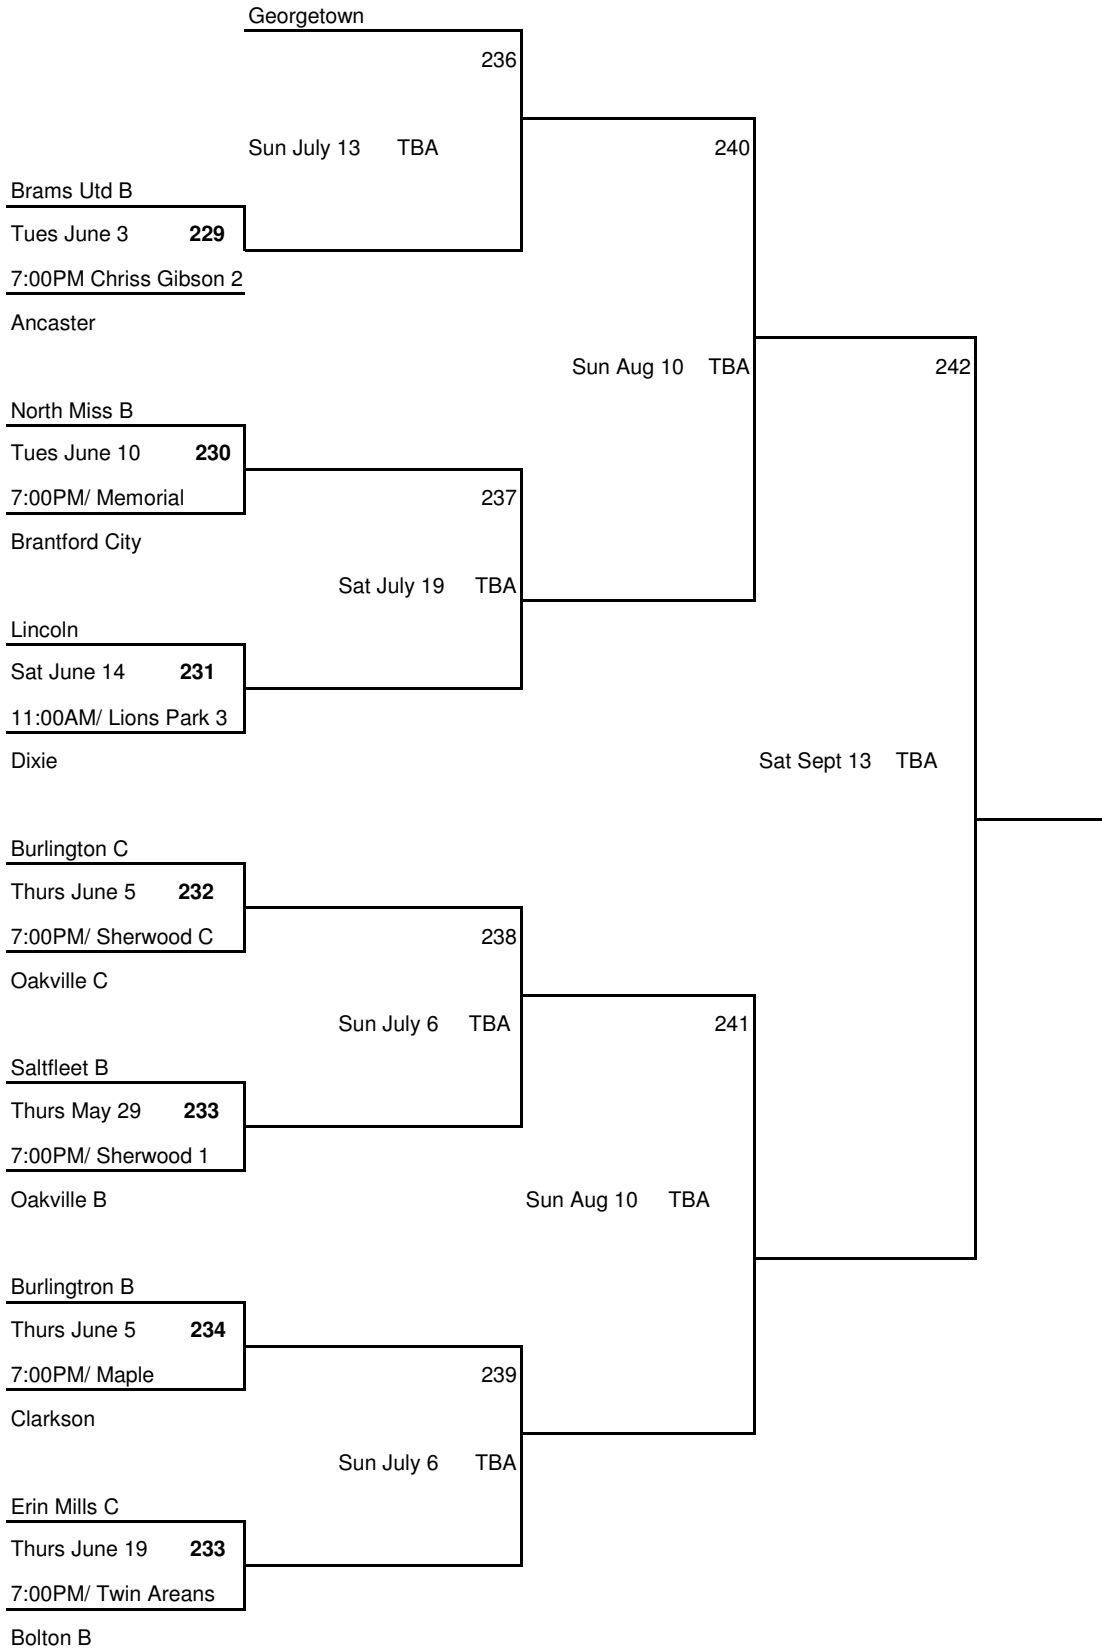 Georgetown
236
Sun July 13 TBA 240
Brams Utd B
Tues June 3 229
7:00PM Chriss Gibson 2
Ancaster
Sun Aug 10 TBA 242
North Miss B
Tues June 10 230
7:00PM/ Memorial 237
Brantford City
Sat July 19 TBA
Lincoln
Sat June 14 231
11:00AM/ Lions Park 3
Dixie Sat Sept 13 TBA
Burlington C
Thurs June 5 232
7:00PM/ Sherwood C 238
Oakville C
Sun July 6 TBA 241
Saltfleet B
Thurs May 29 233
7:00PM/ Sherwood 1
Oakville B Sun Aug 10 TBA
Burlingtron B
Thurs June 5 234
7:00PM/ Maple 239
Clarkson
Sun July 6 TBA
Erin Mills C
Thurs June 19 233
7:00PM/ Twin Areans
Bolton B